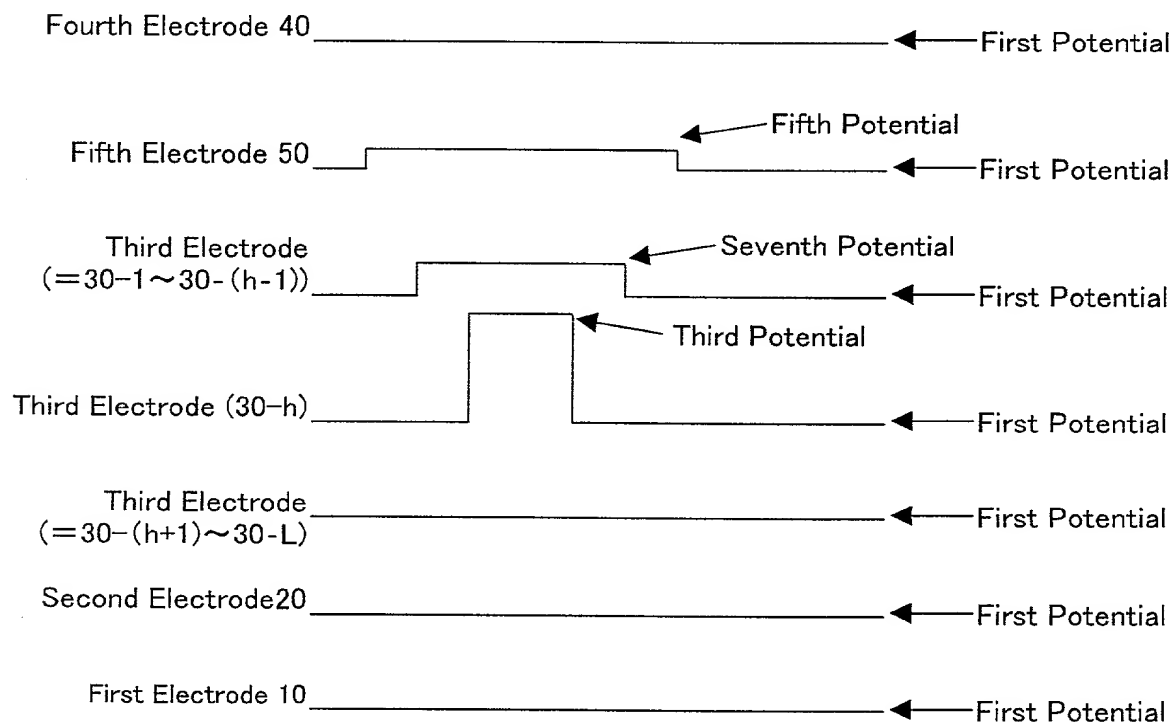 Fourth Electrode 40
First Potential
Fifth Potential
Fifth Electrode 50
First Potential
Third Electrode
(=30-1～30-(h-1))
Seventh Potential
First Potential
Third Potential
Third Electrode (30-h)
First Potential
Third Electrode
(=30-(h+1)～30-L)
First Potential
Second Electrode20
First Potential
First Electrode 10
First Potential